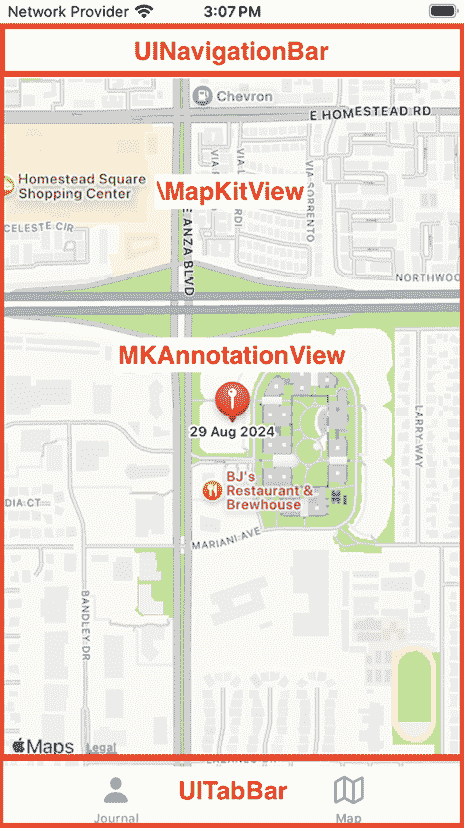 Network Provider 3:07 PM
UINavigationBar
Chevron
E HOMESTEAD RD
Homestead Square
Shopping Center
\MapKitView
VIA SORRENTO
CELESTE CIR
E ANZA BLVD
NORTHWOO
MKAnnotationView
29 Aug 2024
BJ's
Restaurant &
Brewhouse
LARRY WAY
DIA CT
MARIANI AVE
BANDLEY DR
Maps Legal
UITabBar
Journal
Map